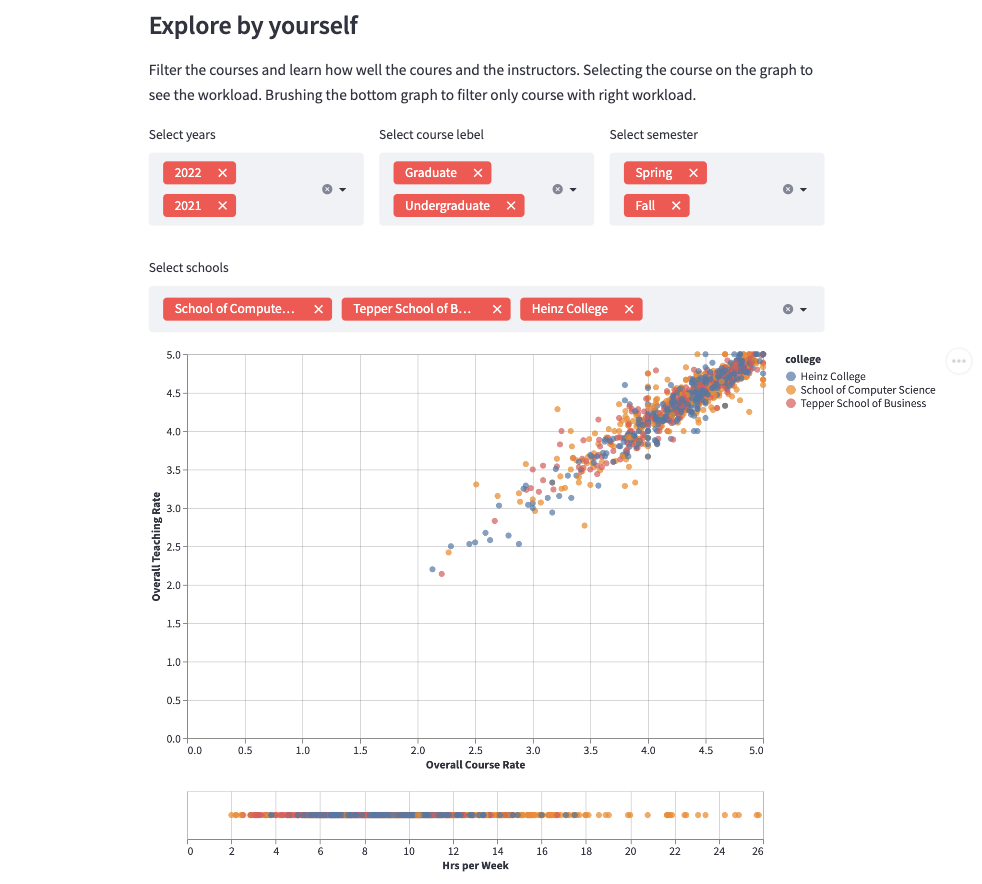 Explore by yourself
Filter the courses and learn how well the coures and the instructors. Selecting the course on the graph to
see the workload. Brushing the bottom graph to filter only course with right workload.
Select years
Select course lebel
Select semester
2022
2021
Graduate
Undergraduate
Spring
Fall
Select schools
School of Compute...
Tepper School of B...
Heinz College
college
Heinz College
School of Computer Science
Tepper School of Business
Overall Teaching Rate
5.0
4.5
4.0
3.5
3.0
2.5
2.0
1.5
1.0
0.5
0.0
0.0 0.5 1.0 1.5 2.0 2.5 3.0 3.5 4.0 4.5 5.0
Overall Course Rate
0 2 4 6 8 10 12 14 16 18 20 22 24 26
Hrs per Week